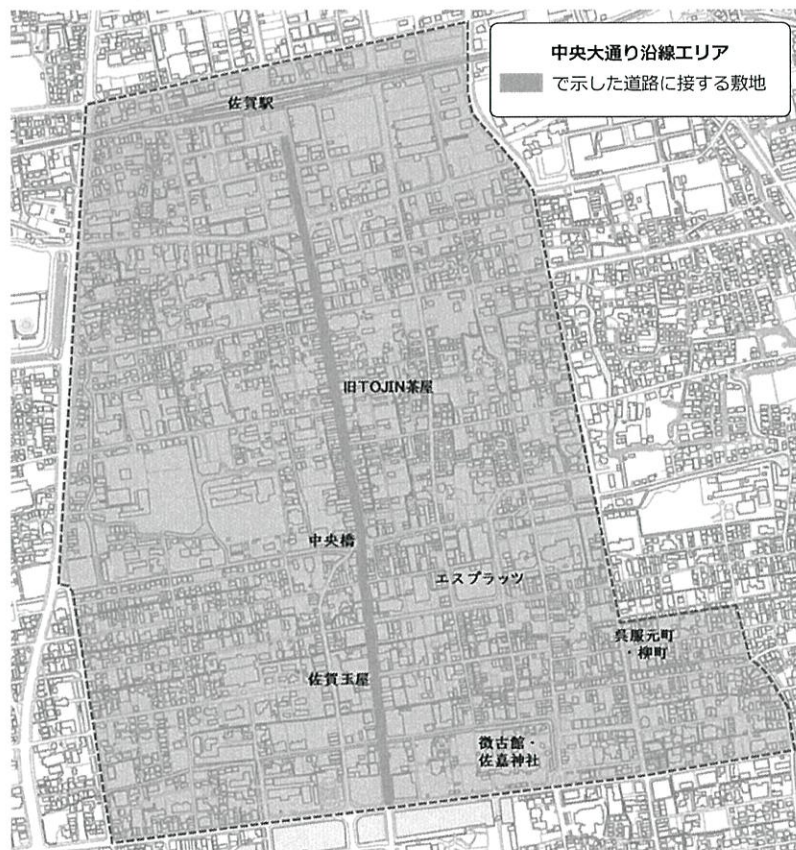 中央大通り沿線エリア
で示した道路に接する敷地
佐賀駅
旧TOJIN茶屋
中央橋
エスプラッツ
呉服元町
・柳町
佐賀玉屋
徴古館・
佐嘉神社